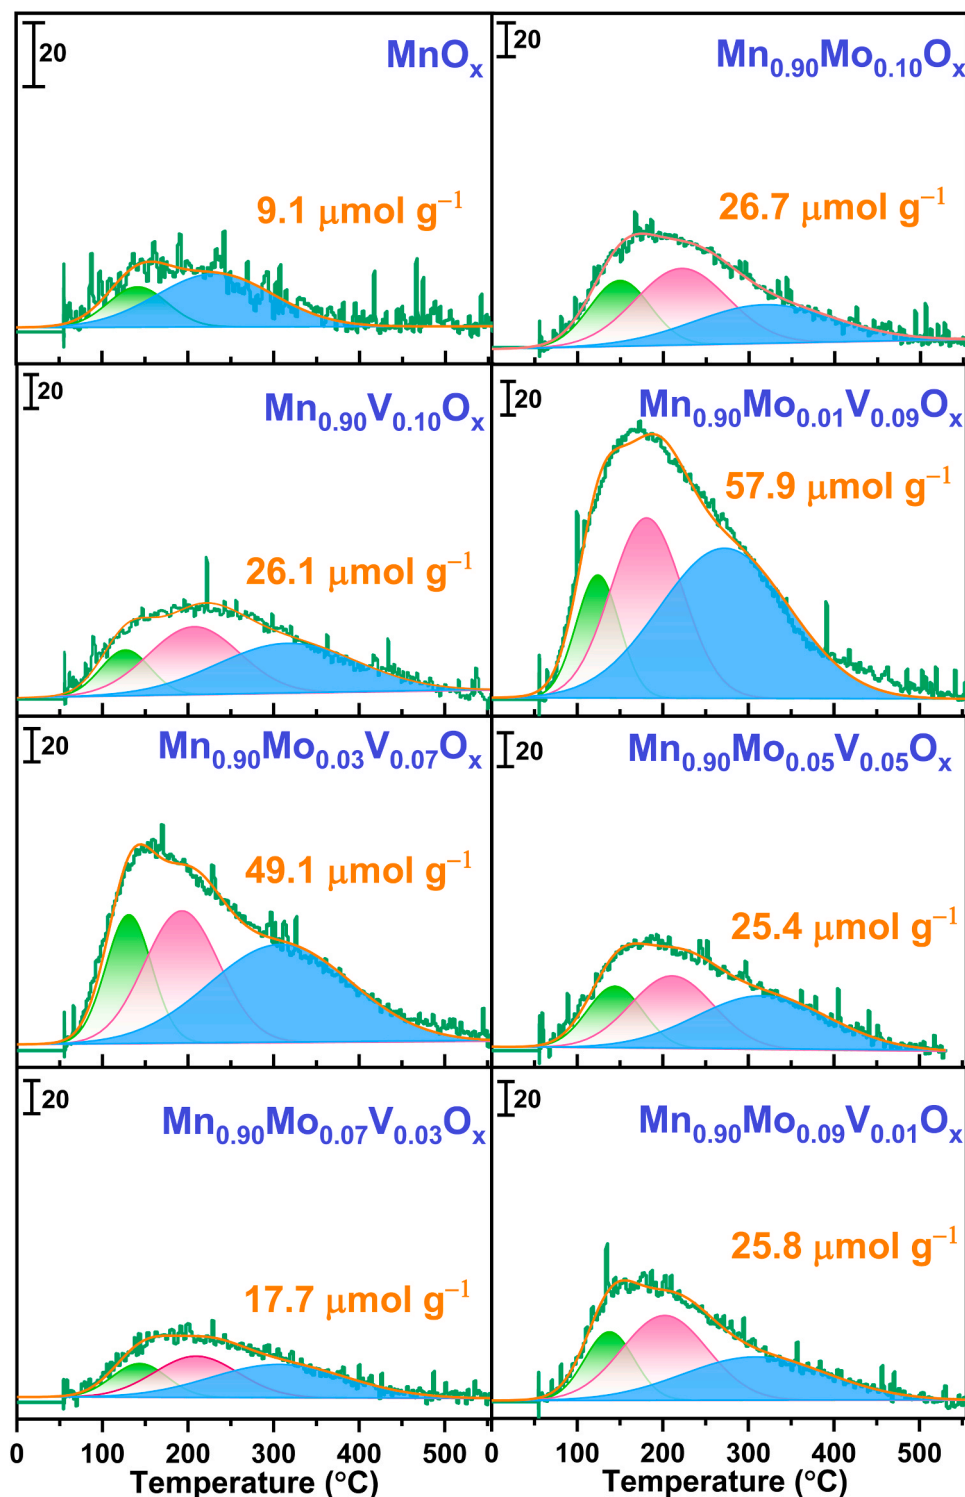 20
MnOₓ
9.1 μmol g⁻¹
20
Mn₀.₉₀Mo₀.₁₀Oₓ
26.7 μmol g⁻¹
20
Mn₀.₉₀V₀.₁₀Oₓ
26.1 μmol g⁻¹
20
Mn₀.₉₀Mo₀.₀₁V₀.₀₉Oₓ
57.9 μmol g⁻¹
20
Mn₀.₉₀Mo₀.₀₃V₀.₀₇Oₓ
49.1 μmol g⁻¹
20
Mn₀.₉₀Mo₀.₀₅V₀.₀₅Oₓ
25.4 μmol g⁻¹
20
Mn₀.₉₀Mo₀.₀₇V₀.₀₃Oₓ
17.7 μmol g⁻¹
20
Mn₀.₉₀Mo₀.₀₉V₀.₀₁Oₓ
25.8 μmol g⁻¹
0 100 200 300 400 500
100 200 300 400 500
Temperature (°C)
Temperature (°C)